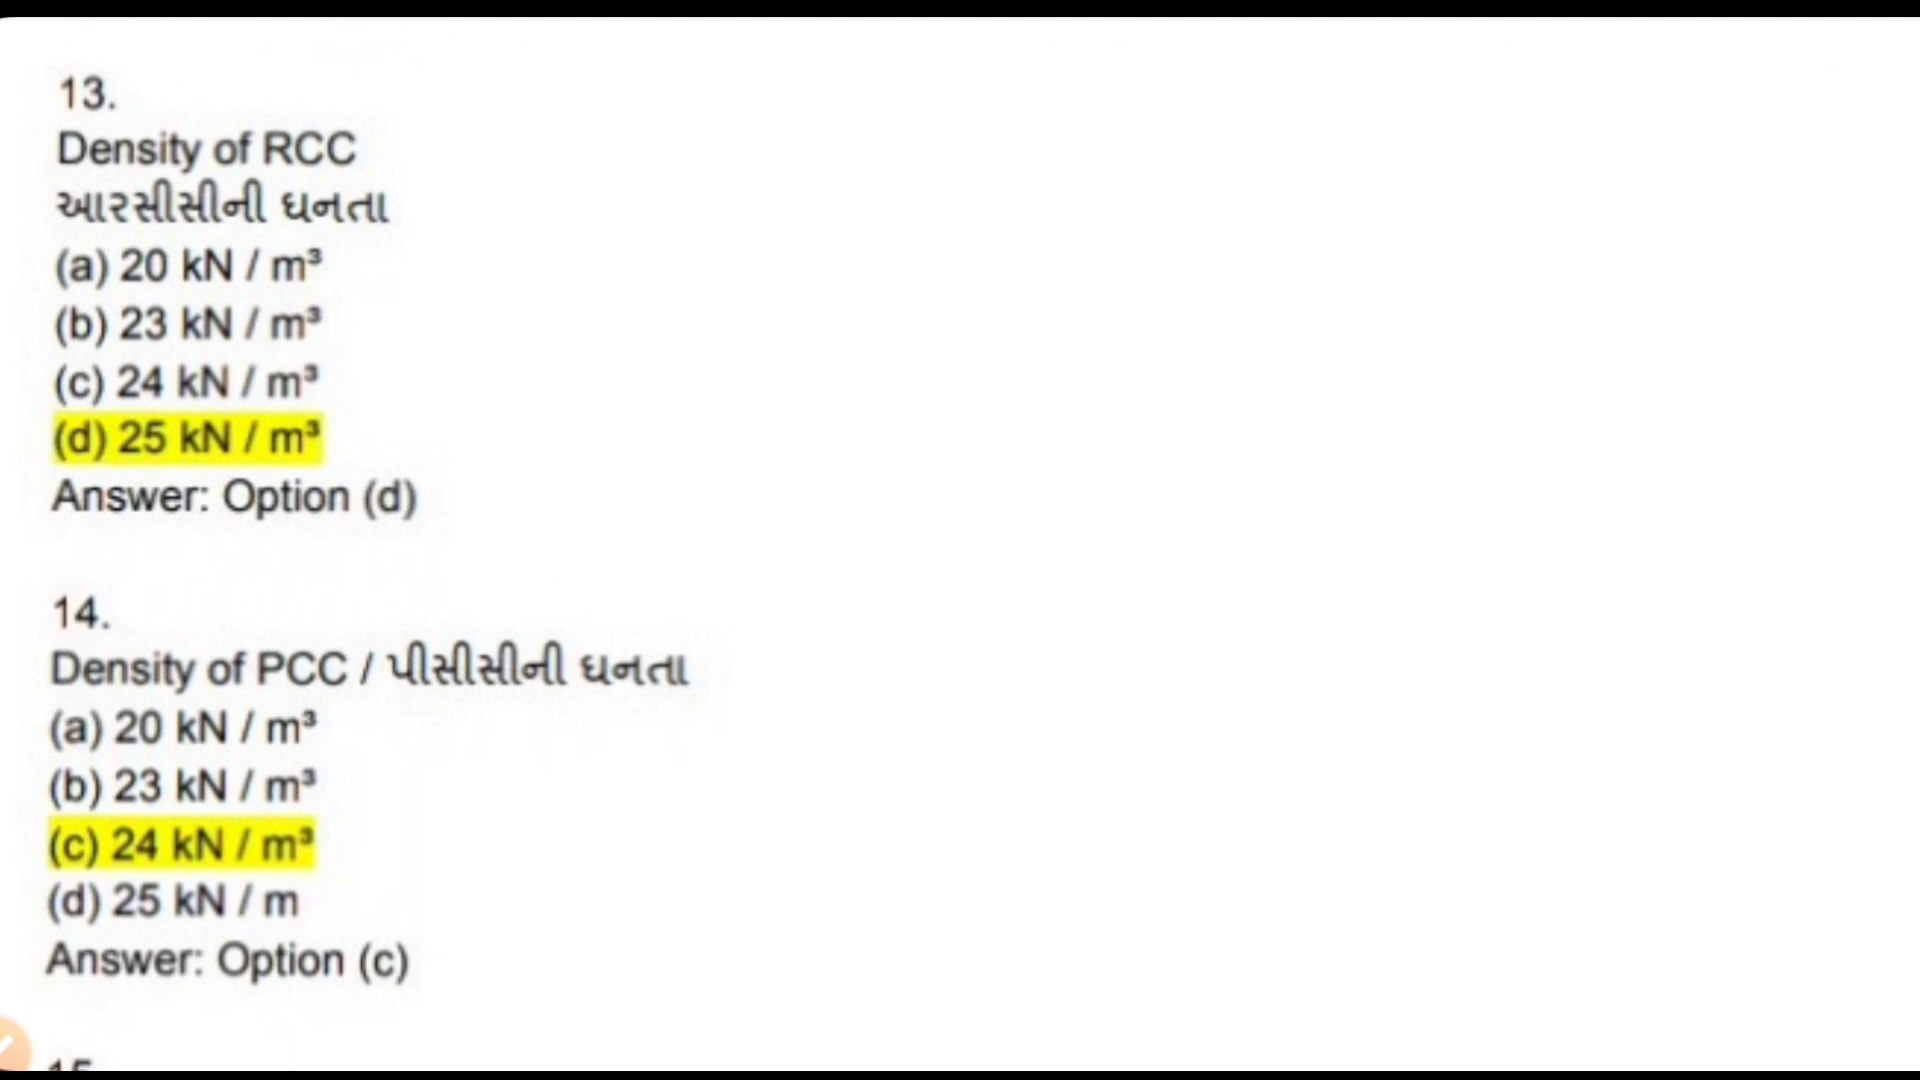 13.
Density of RCC
આરસીસીની ઘનતા
(a) 20 kN / m³
(b) 23 kN / m³
(c) 24 kN / m³
(d) 25 kN / m³
Answer: Option (d)
14.
Density of PCC / પીસીસીની ઘનતા
(a) 20 kN / m³
(b) 23 kN / m³
(c) 24 kN / m³
(d) 25 kN / m
Answer: Option (c)